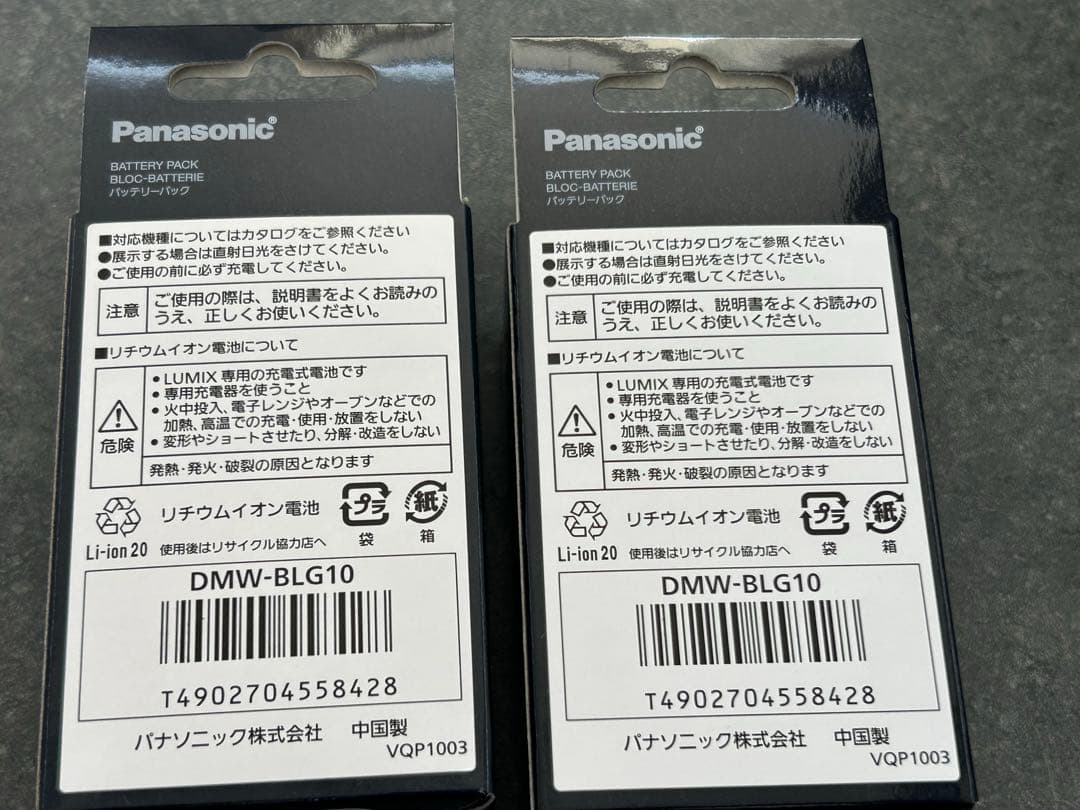 Panasonic®
BATTERY PACK
BLOC-BATTERIE
バッテリーパック
■対応機種についてはカタログをご参照ください
●展示する場合は直射日光をさけてください。
●ご使用の前に必ず充電してください。
注意
ご使用の際は、説明書をよくお読みの
うえ、正しくお使いください。
■リチウムイオン電池について
危険
• LUMIX 専用の充電式電池です
• 専用充電器を使うこと
• 火中投入、電子レンジやオーブンなどでの
加熱、高温での充電・使用・放置をしない
• 変形やショートさせたり、分解・改造をしない
発熱・発火・破裂の原因となります
Li-ion 20
リチウムイオン電池
使用後はリサイクル協力店へ
プラ
袋
紙
箱
DMW-BLG10
T4902704558428
パナソニック株式会社 中国製
VQP1003
Panasonic®
BATTERY PACK
BLOC-BATTERIE
バッテリーパック
■対応機種についてはカタログをご参照ください
●展示する場合は直射日光をさけてください。
●ご使用の前に必ず充電してください。
注意
ご使用の際は、説明書をよくお読みの
うえ、正しくお使いください。
■リチウムイオン電池について
危険
• LUMIX 専用の充電式電池です
• 専用充電器を使うこと
• 火中投入、電子レンジやオーブンなどでの
加熱、高温での充電・使用・放置をしない
• 変形やショートさせたり、分解・改造をしない
発熱・発火・破裂の原因となります
Li-ion 20
リチウムイオン電池
使用後はリサイクル協力店へ
プラ
袋
紙
箱
DMW-BLG10
T4902704558428
パナソニック株式会社 中国製
VQP1003